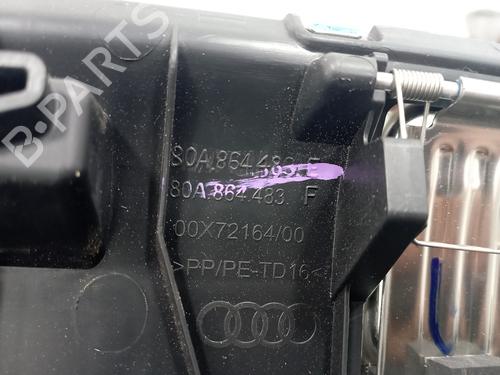 B-PARTS
80A.864.483.E
80A.864.483. F
00X72164/00
>PP/PE-TD16<